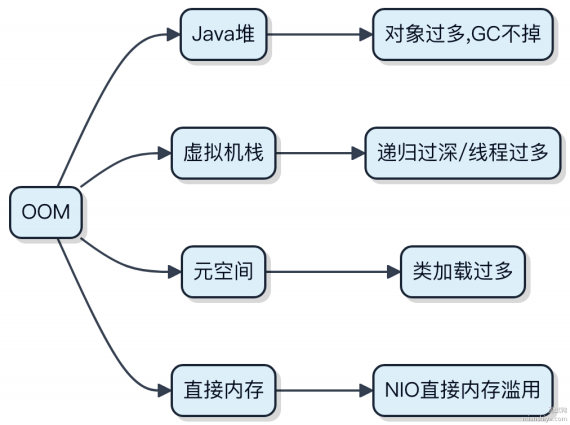 Java堆
对象过多,GC不掉
虚拟机栈
递归过深/线程过多
OOM
元空间
类加载过多
直接内存
NIO直接内存滥用